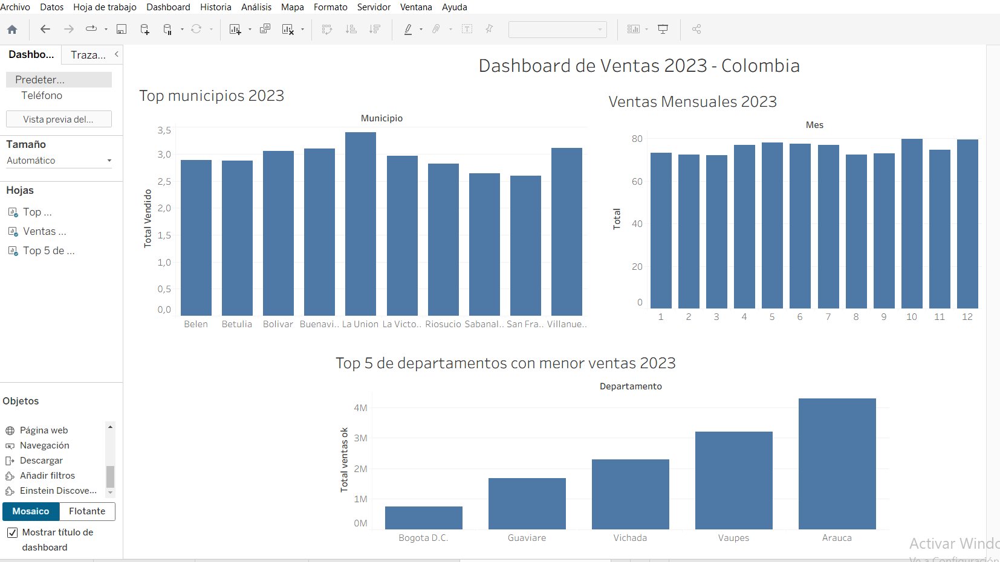 Archivo Datos Hoja de trabajo Dashboard Historia Análisis Mapa Formato Servidor Ventana Ayuda
Dashbo... Traza...
Predeter...
Teléfono
Vista previa del...
Tamaño
Automático
Hojas
Top ...
Ventas ...
Top 5 de ...
Objetos
Página web
Navegación
Descargar
Añadir filtros
Einstein Discove...
Mosaico Flotante
Mostrar título de
dashboard
Dashboard de Ventas 2023 - Colombia
Top municipios 2023
Municipio
Total Vendido
3,5
3,0
2,5
2,0
1,5
1,0
0,5
0,0
Belen Betulia Bolivar Buenavi.. La Union La Victo.. Riosucio Sabanal.. San Fra.. Villanue..
Ventas Mensuales 2023
Mes
Total
80
60
40
20
0
1 2 3 4 5 6 7 8 9 10 11 12
Top 5 de departamentos con menor ventas 2023
Departamento
Total ventas ok
4M
3M
2M
1M
0M
Bogota D.C. Guaviare Vichada Vaupes Arauca
Activar Windo
Ve a Configuración